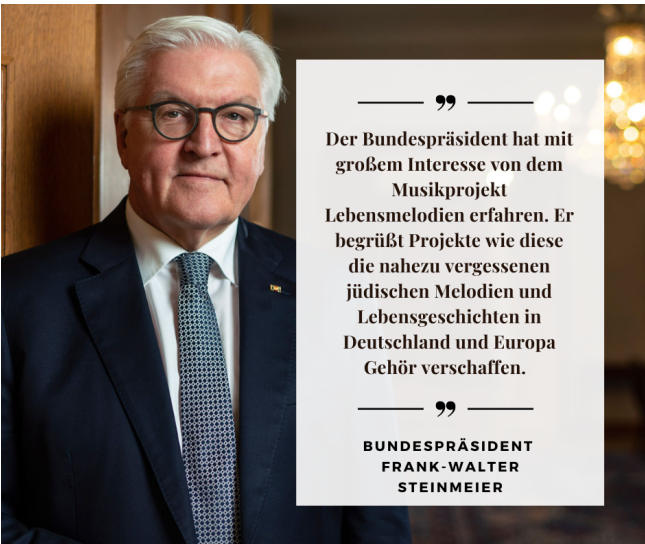 ❞
Der Bundespräsident hat mit
großem Interesse von dem
Musikprojekt
Lebensmelodien erfahren. Er
begrüßt Projekte wie diese
die nahezu vergessenen
jüdischen Melodien und
Lebensgeschichten in
Deutschland und Europa
Gehör verschaffen.
❞
BUNDESPRÄSIDENT
FRANK-WALTER
STEINMEIER